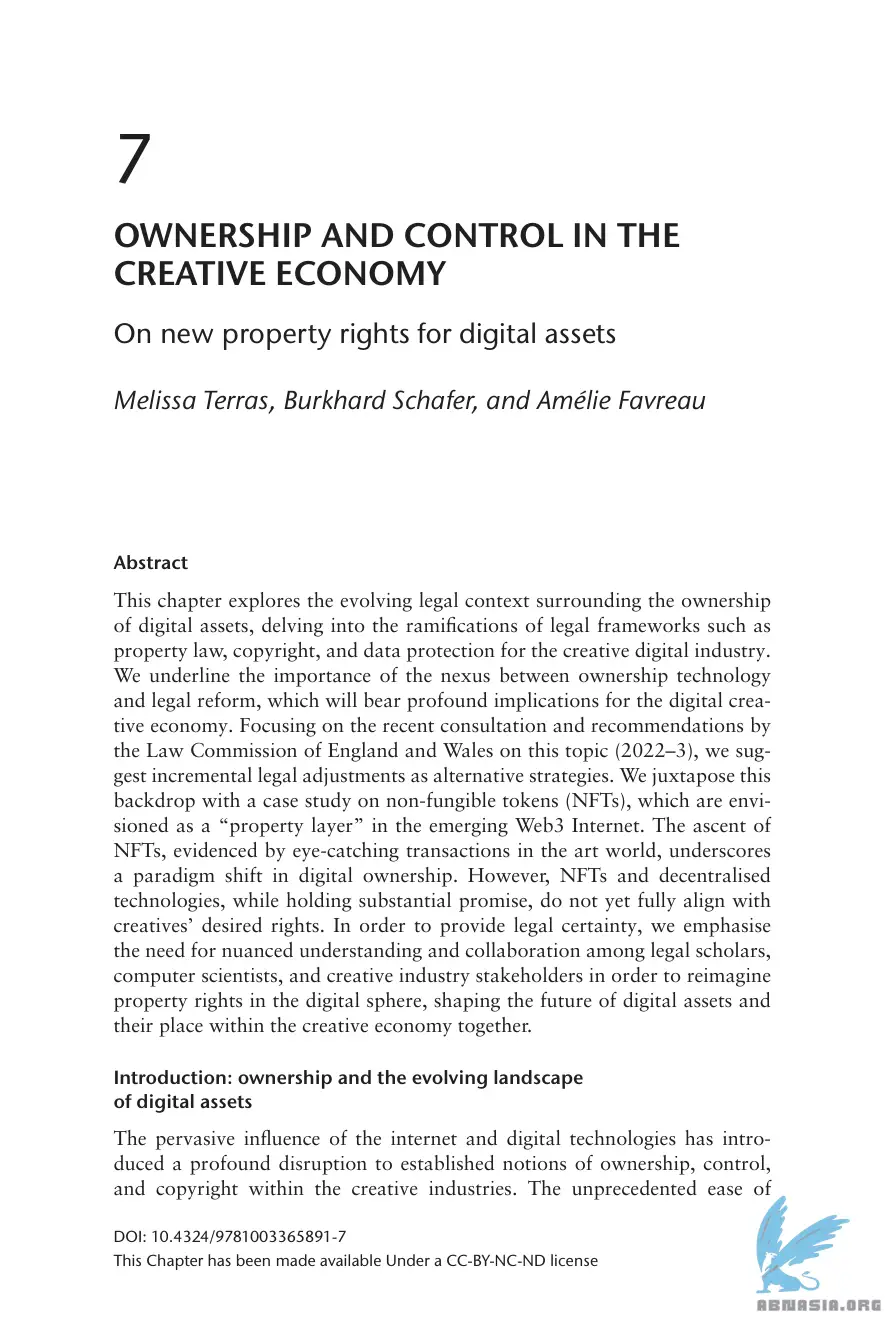 7
OWNERSHIP AND CONTROL IN THE
CREATIVE ECONOMY
On new property rights for digital assets
Melissa Terras, Burkhard Schafer, and Amélie Favreau
Abstract
This chapter explores the evolving legal context surrounding the ownership
of digital assets, delving into the ramifications of legal frameworks such as
property law, copyright, and data protection for the creative digital industry.
We underline the importance of the nexus between ownership technology
and legal reform, which will bear profound implications for the digital crea-
tive economy. Focusing on the recent consultation and recommendations by
the Law Commission of England and Wales on this topic (2022–3), we sug-
gest incremental legal adjustments as alternative strategies. We juxtapose this
backdrop with a case study on non-fungible tokens (NFTs), which are envi-
sioned as a “property layer” in the emerging Web3 Internet. The ascent of
NFTs, evidenced by eye-catching transactions in the art world, underscores
a paradigm shift in digital ownership. However, NFTs and decentralised
technologies, while holding substantial promise, do not yet fully align with
creatives’ desired rights. In order to provide legal certainty, we emphasise
the need for nuanced understanding and collaboration among legal scholars,
computer scientists, and creative industry stakeholders in order to reimagine
property rights in the digital sphere, shaping the future of digital assets and
their place within the creative economy together.
Introduction: ownership and the evolving landscape
of digital assets
The pervasive influence of the internet and digital technologies has intro-
duced a profound disruption to established notions of ownership, control,
and copyright within the creative industries. The unprecedented ease of
DOI: 10.4324/9781003365891-7
This Chapter has been made available Under a CC-BY-NC-ND license
ABNASIA.ORG